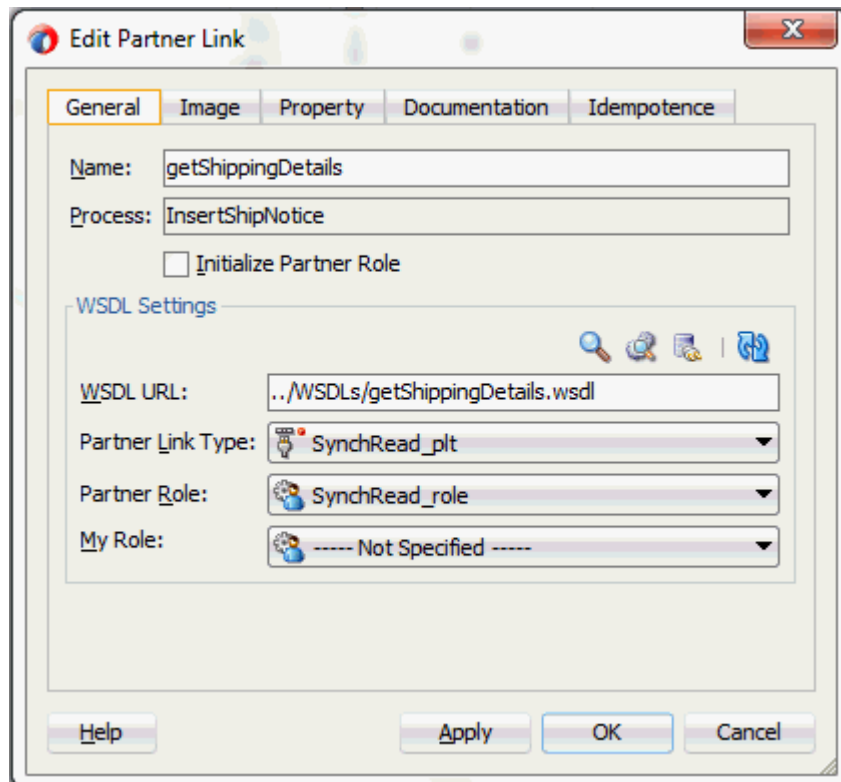 Edit Partner Link
General Image Property Documentation Idempotence
Name: getShippingDetails
Process: InsertShipNotice
Initialize Partner Role
WSDL Settings
WSDL URL: ../WSDLs/getShippingDetails.wsdl
Partner Link Type: SynchRead_plt
Partner Role: SynchRead_role
My Role: ----- Not Specified -----
Help Apply OK Cancel